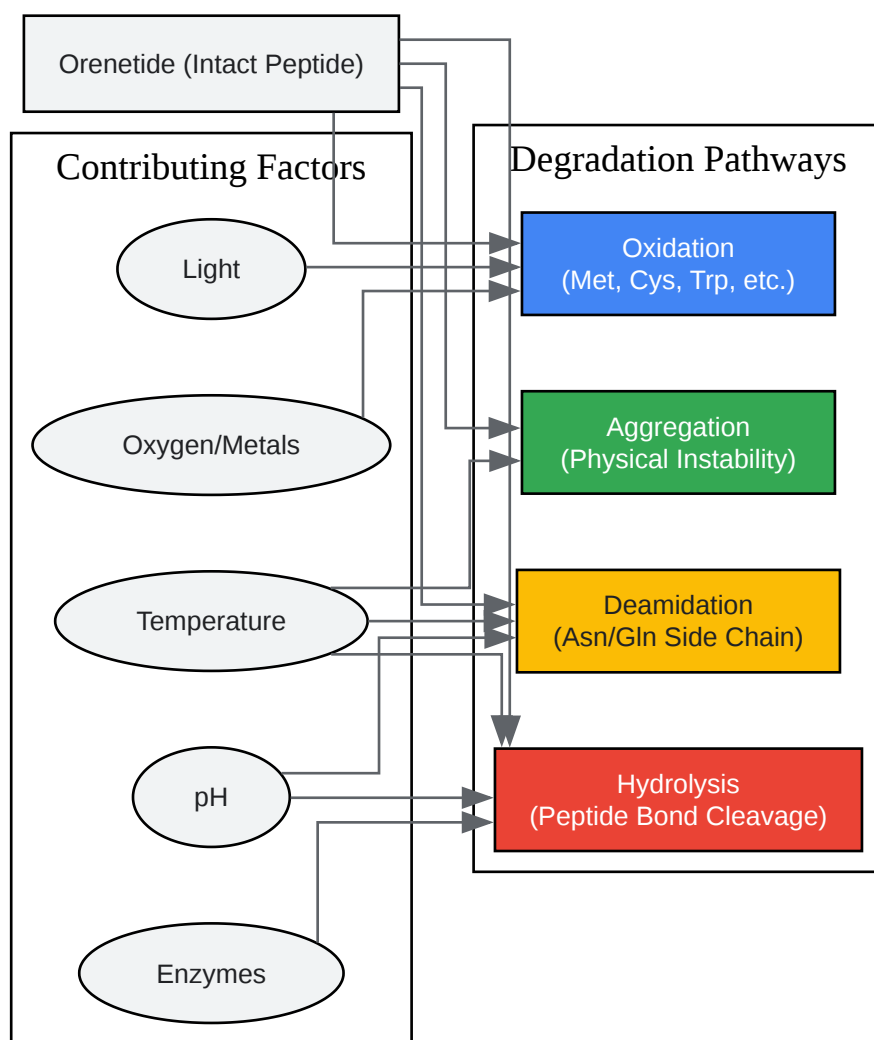 Orenetide (Intact Peptide)
Contributing Factors
Light
Oxygen/Metals
Temperature
pH
Enzymes
Degradation Pathways
Oxidation
(Met, Cys, Trp, etc.)
Aggregation
(Physical Instability)
Deamidation
(Asn/Gln Side Chain)
Hydrolysis
(Peptide Bond Cleavage)